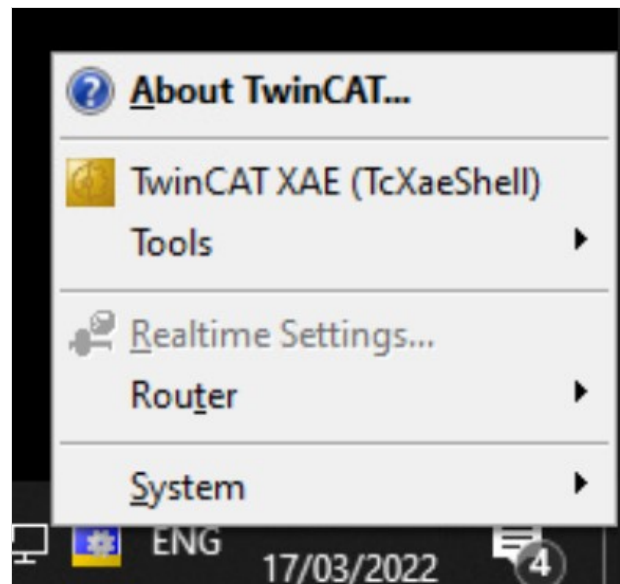 About TwinCAT...
TwinCAT XAE (TcXaeShell)
Tools
Realtime Settings...
Router
System
ENG
17/03/2022
4